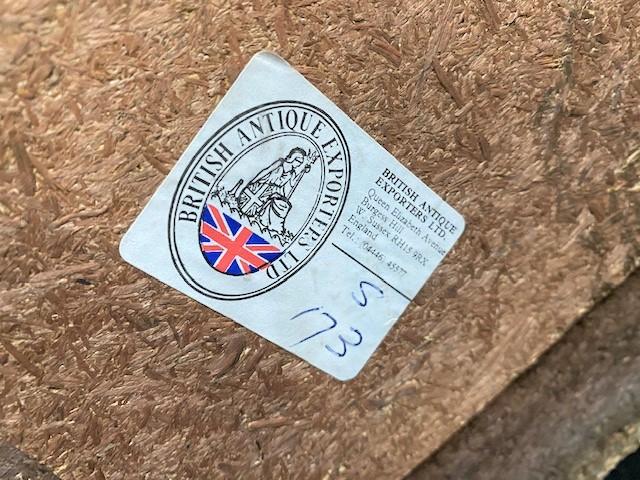 BRITISH ANTIQUE EXPORTERS LTD
BRITISH ANTIQUE
EXPORTERS LTD
Queen Elizabeth Avenue
Burgess Hill
W. Sussex RH15 9RX
England
Tel.: (04446) 45577
S
173